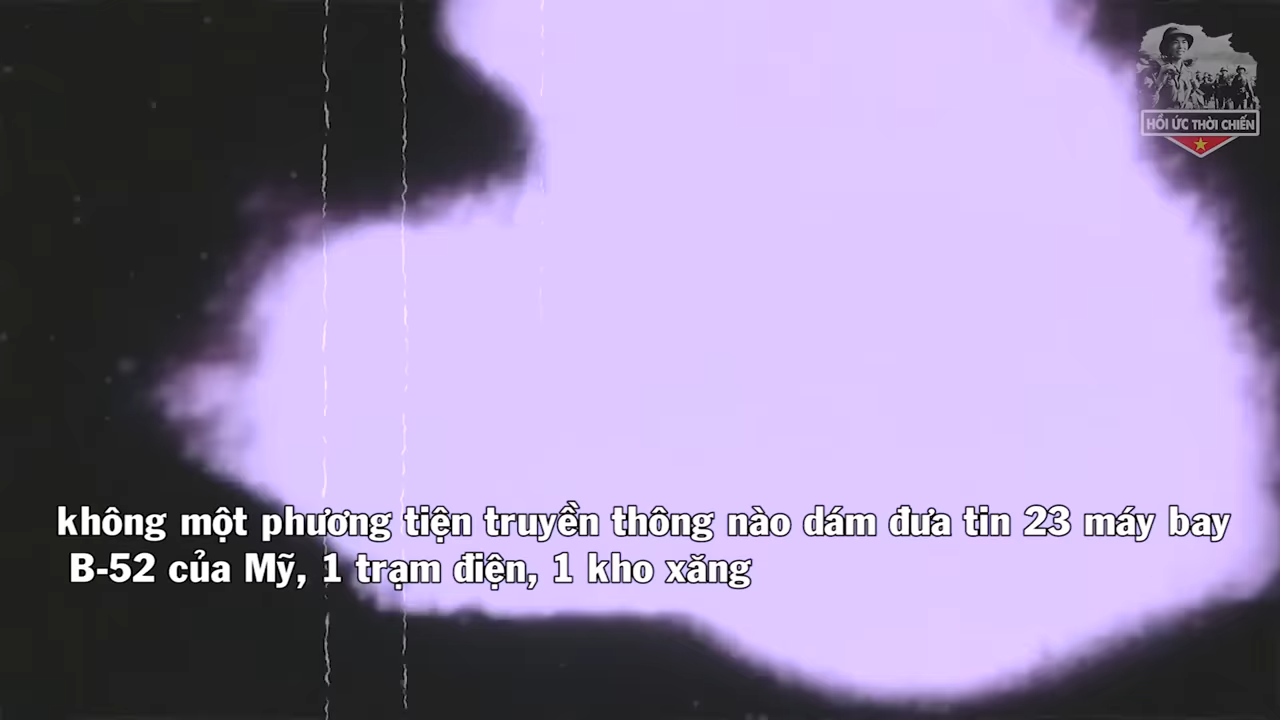 HỒI ỨC THỜI CHIẾN
không một phương tiện truyền thông nào dám đưa tin 23 máy bay
B-52 của Mỹ, 1 trạm điện, 1 kho xăng